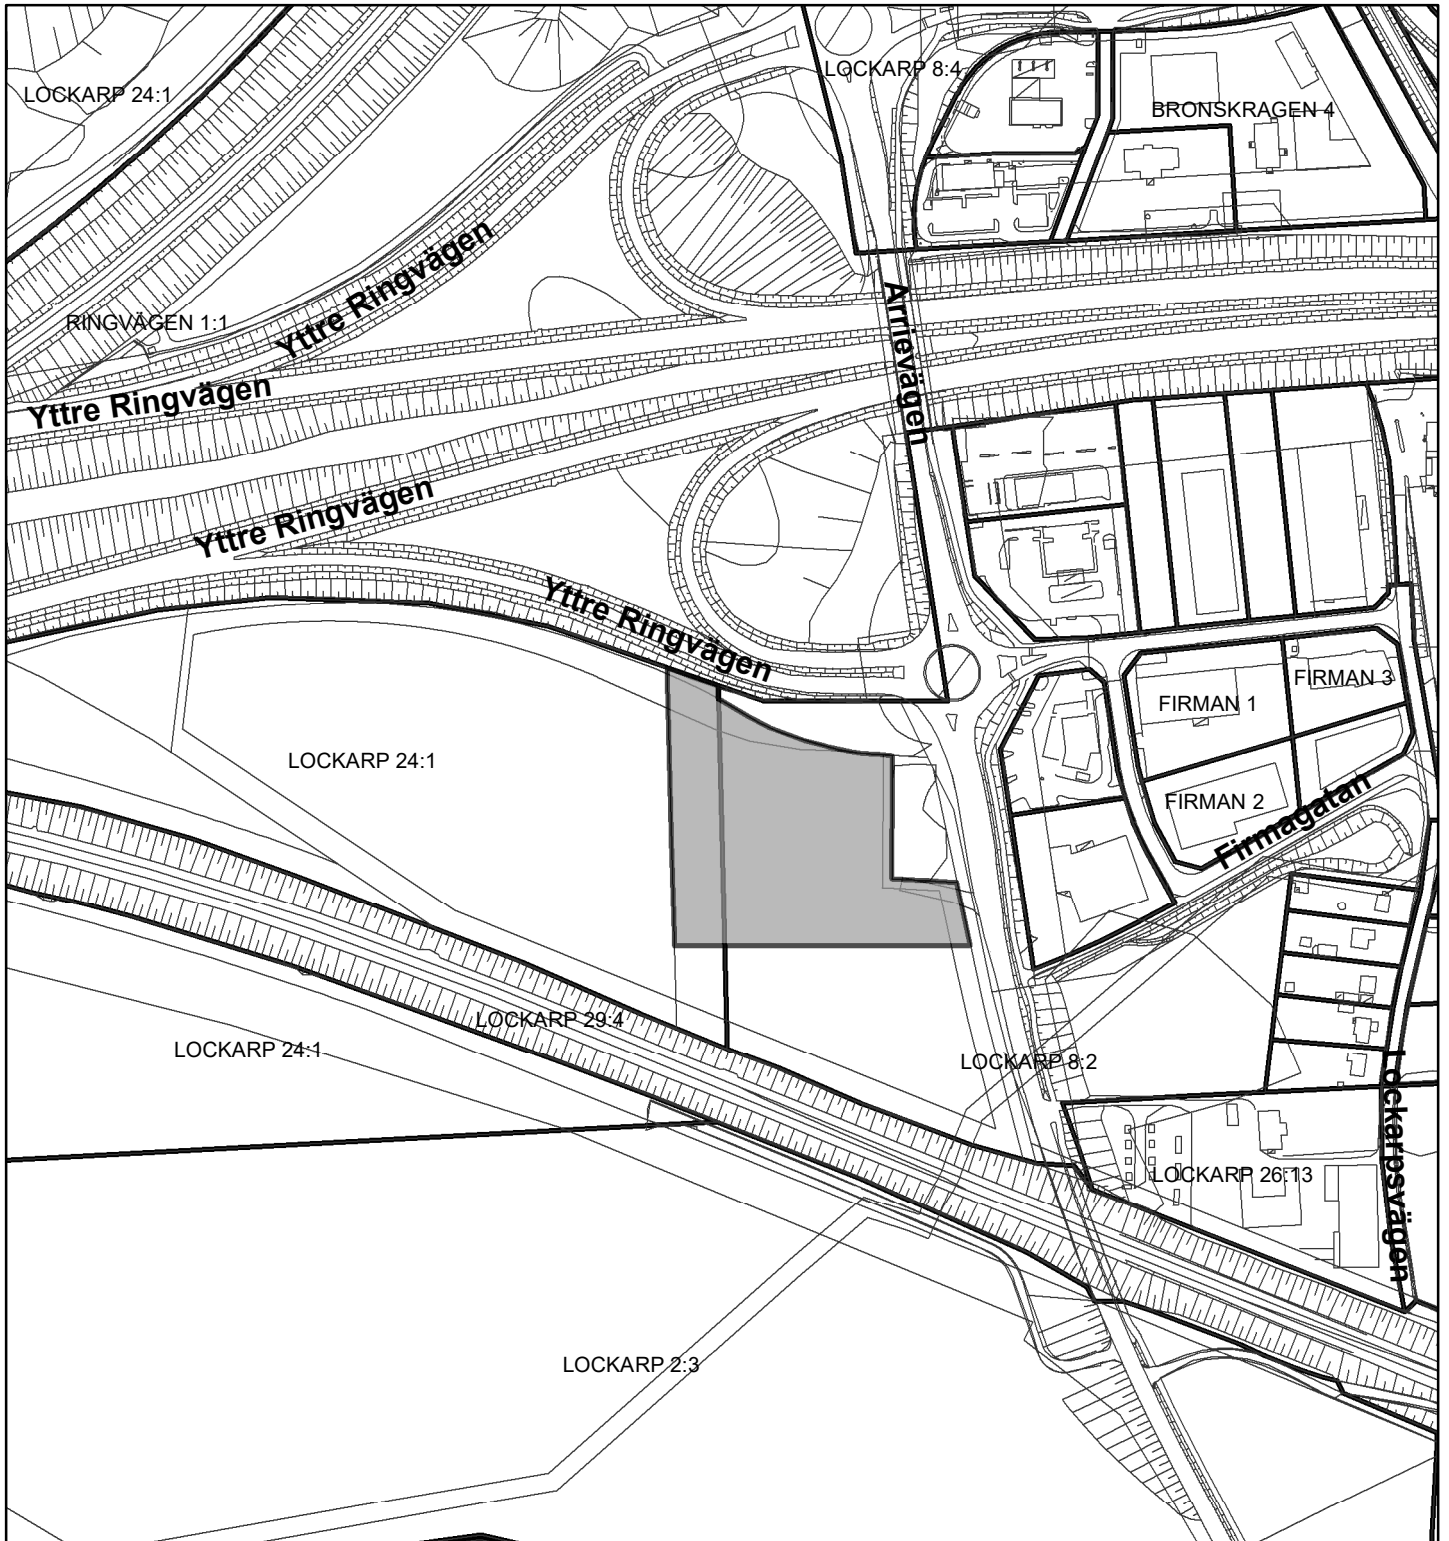 LOCKARP 24:1
LOCKARP 8:4
BRONSKRAGEN 4
Yttre Ringvägen
RINGVÄGEN 1:1
Arrievägen
Yttre Ringvägen
Yttre Ringvägen
Yttre Ringvägen
FIRMAN 3
FIRMAN 1
LOCKARP 24:1
FIRMAN 2
Firmagatan
LOCKARP 29:4
LOCKARP 24:1
LOCKARP 8:2
Lockarpsvägen
LOCKARP 26:13
LOCKARP 2:3